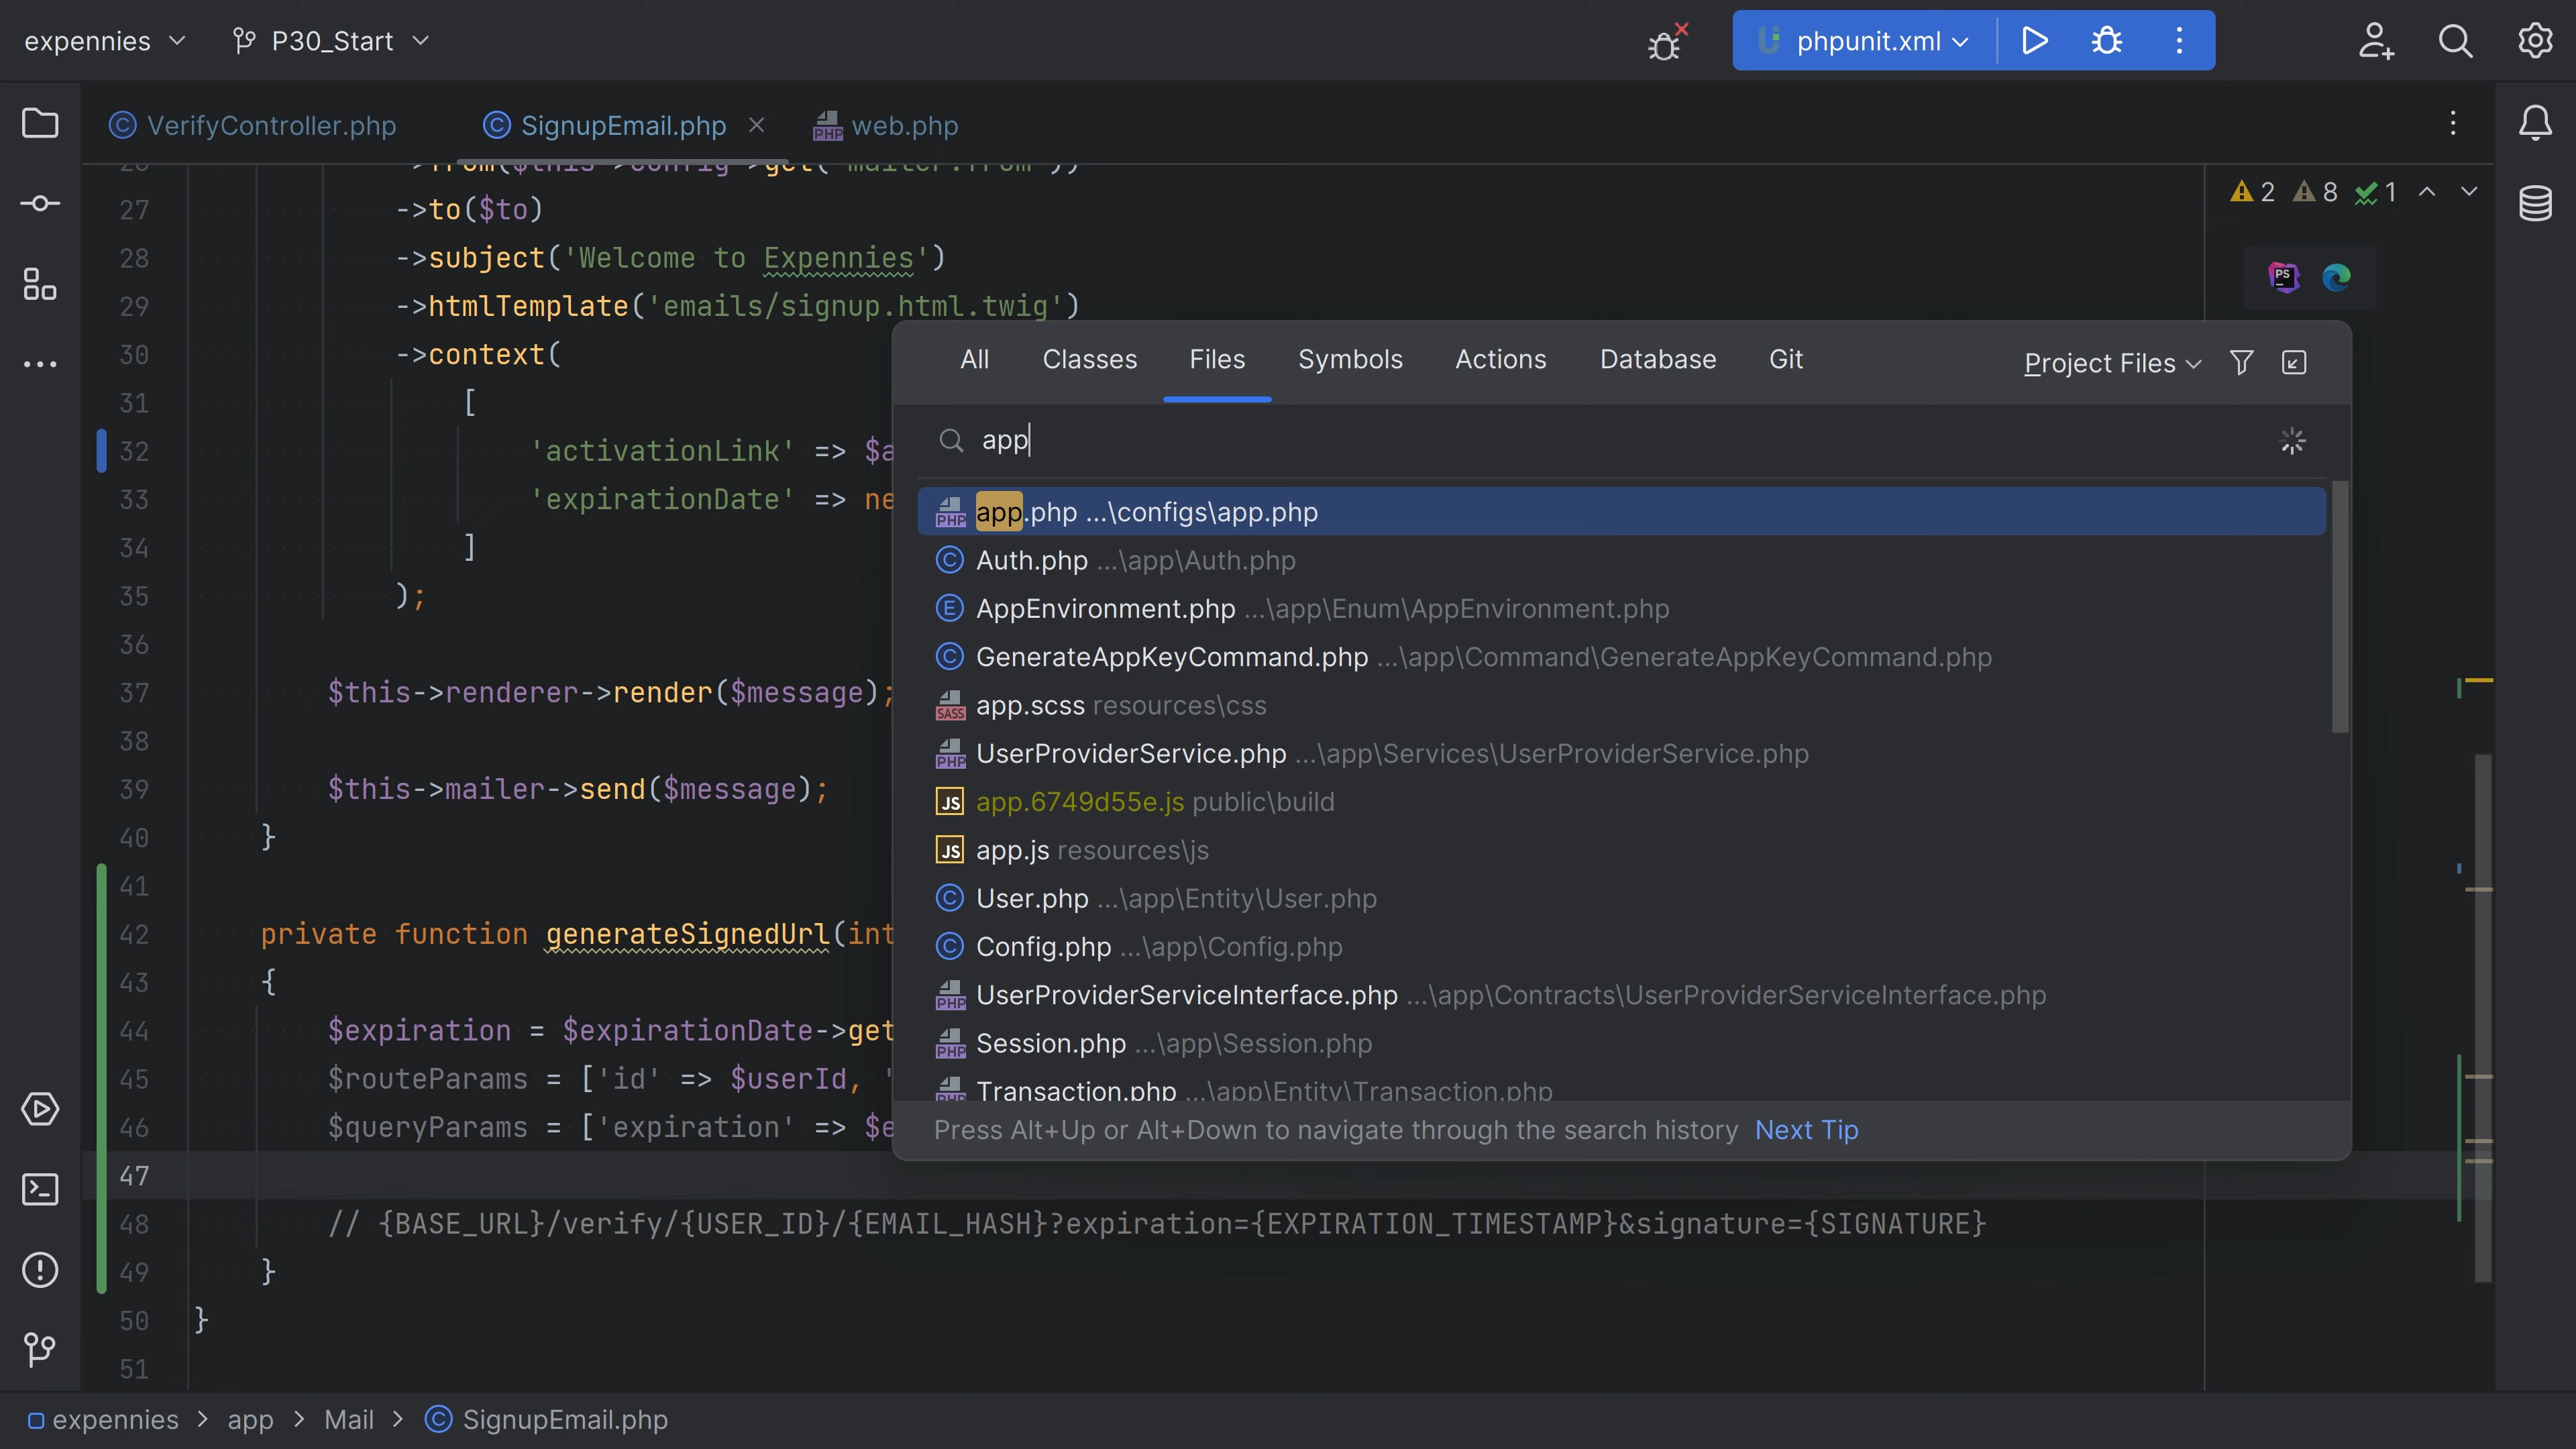 expennies P30_Start phpunit.xml
VerifyController.php SignupEmail.php web.php
->from($this->config->get('mailer.from'))
27 ->to($to) 2 8 1
28 ->subject('Welcome to Expennies')
29 ->htmlTemplate('emails/signup.html.twig')
30 ->context(
31 [
32 'activationLink' => $a
33 'expirationDate' => ne
34 ]
35 );
36
37 $this->renderer->render($message);
38
39 $this->mailer->send($message);
40 }
41
42 private function generateSignedUrl(int
43 {
44 $expiration = $expirationDate->get
45 $routeParams = ['id' => $userId, '
46 $queryParams = ['expiration' => $e
47
48 // {BASE_URL}/verify/{USER_ID}/{EMAIL_HASH}?expiration={EXPIRATION_TIMESTAMP}&signature={SIGNATURE}
49 }
50 }
51
All Classes Files Symbols Actions Database Git Project Files
app
app.php ...\configs\app.php
Auth.php ...\app\Auth.php
AppEnvironment.php ...\app\Enum\AppEnvironment.php
GenerateAppKeyCommand.php ...\app\Command\GenerateAppKeyCommand.php
app.scss resources\css
UserProviderService.php ...\app\Services\UserProviderService.php
app.6749d55e.js public\build
app.js resources\js
User.php ...\app\Entity\User.php
Config.php ...\app\Config.php
UserProviderServiceInterface.php ...\app\Contracts\UserProviderServiceInterface.php
Session.php ...\app\Session.php
Transaction.php ...\app\Entity\Transaction.php
Press Alt+Up or Alt+Down to navigate through the search history Next Tip
expennies > app > Mail > SignupEmail.php